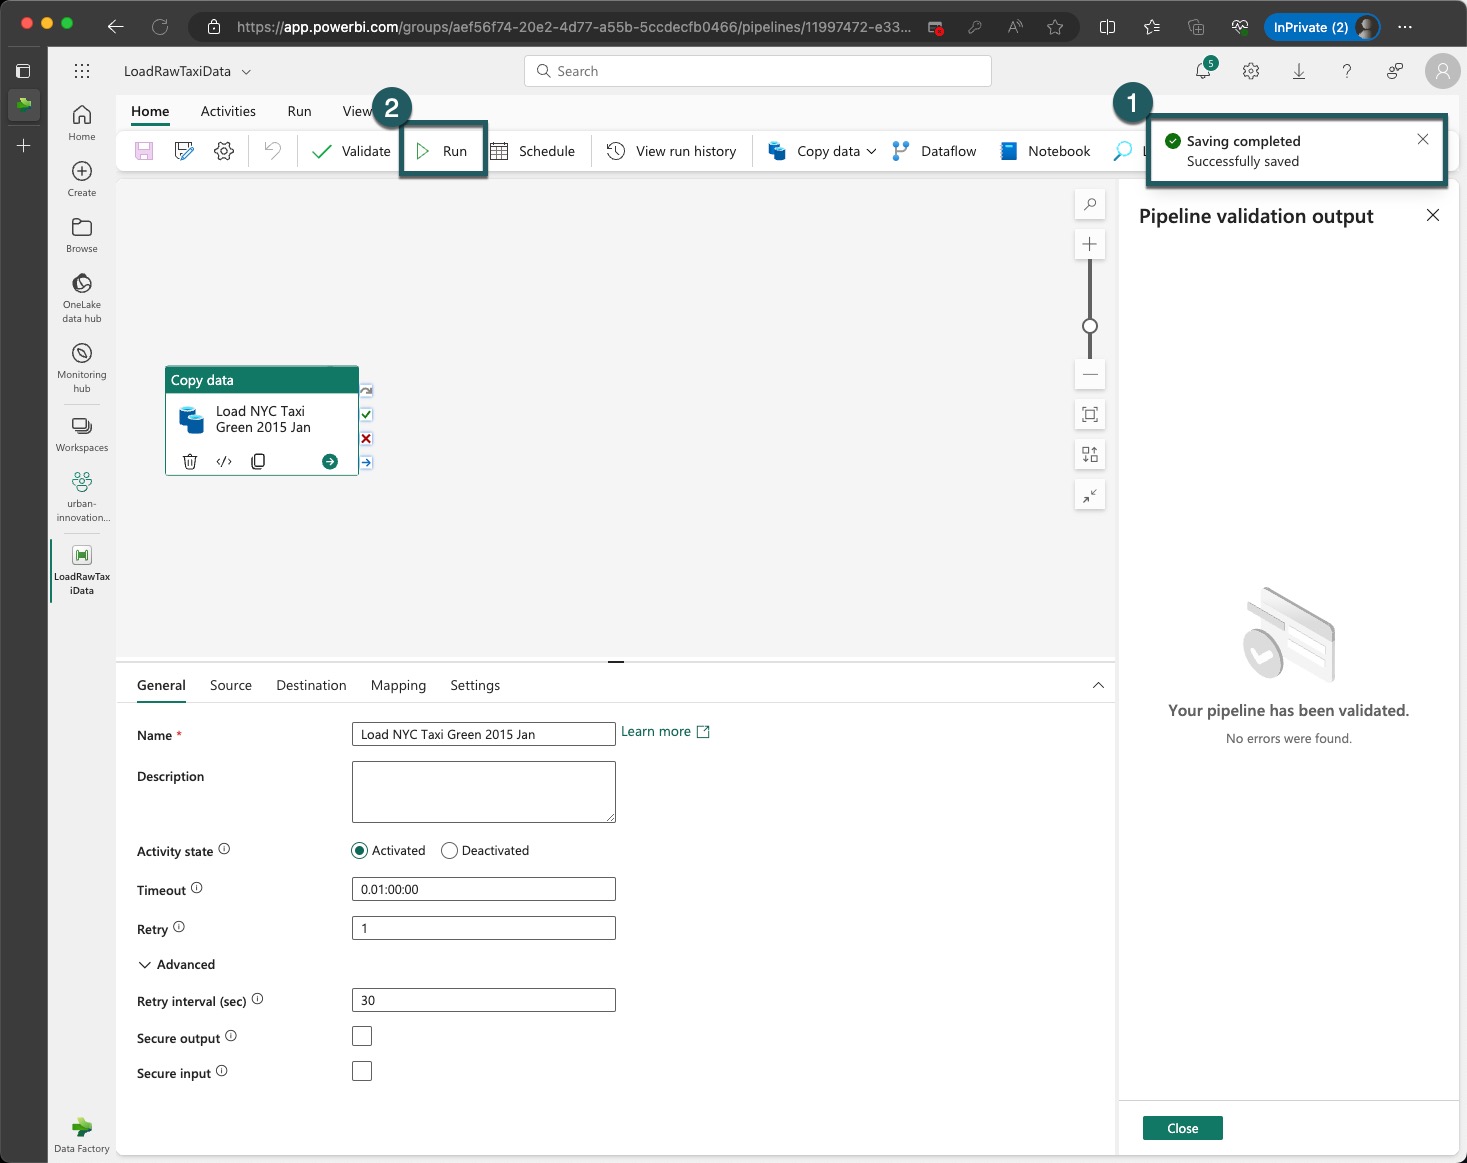 https://app.powerbi.com/groups/aef56f74-20e2-4d77-a55b-5ccdecfb0466/pipelines/11997472-e33...
InPrivate (2)
LoadRawTaxiData
Search
5
Home
Activities
Run
View
2
1
Validate
Run
Schedule
View run history
Copy data
Dataflow
Notebook
L
Saving completed
Successfully saved
Home
Create
Browse
OneLake
data hub
Monitoring
hub
Workspaces
urban-
innovation...
LoadRawTax
iData
Data Factory
Copy data
Load NYC Taxi
Green 2015 Jan
Pipeline validation output
Your pipeline has been validated.
No errors were found.
Close
General
Source
Destination
Mapping
Settings
Name *
Load NYC Taxi Green 2015 Jan
Learn more
Description
Activity state
Activated
Deactivated
Timeout
0.01:00:00
Retry
1
Advanced
Retry interval (sec)
30
Secure output
Secure input